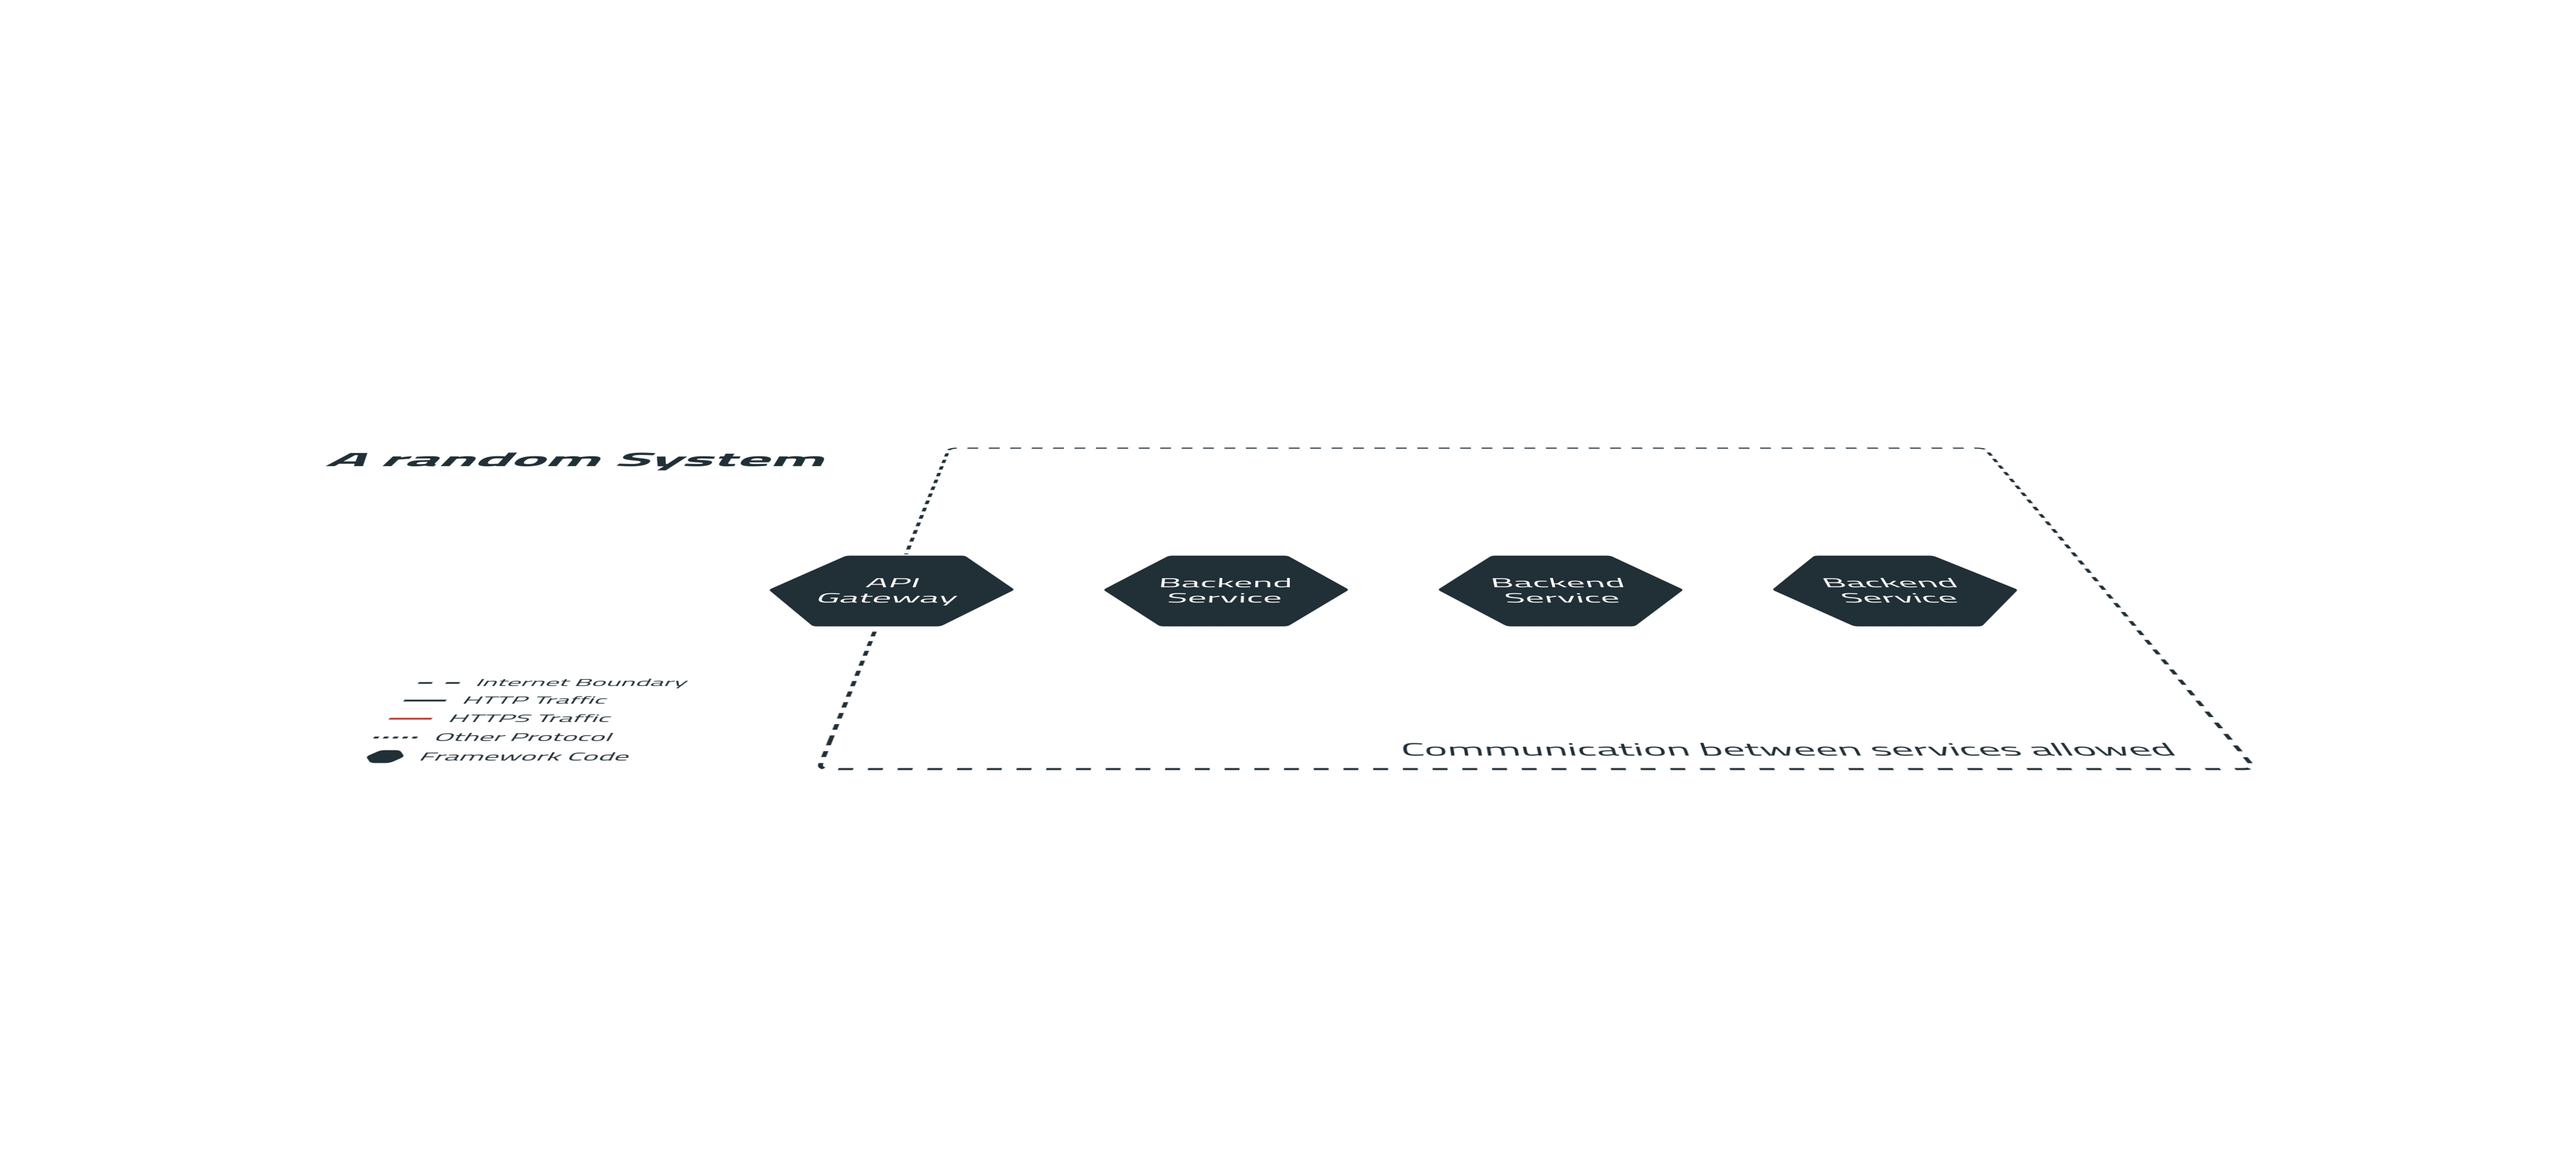 A random System
API
Gateway
Backend
Service
Backend
Service
Backend
Service
Internet Boundary
HTTP Traffic
HTTPS Traffic
Other Protocol
Framework Code
Communication between services allowed